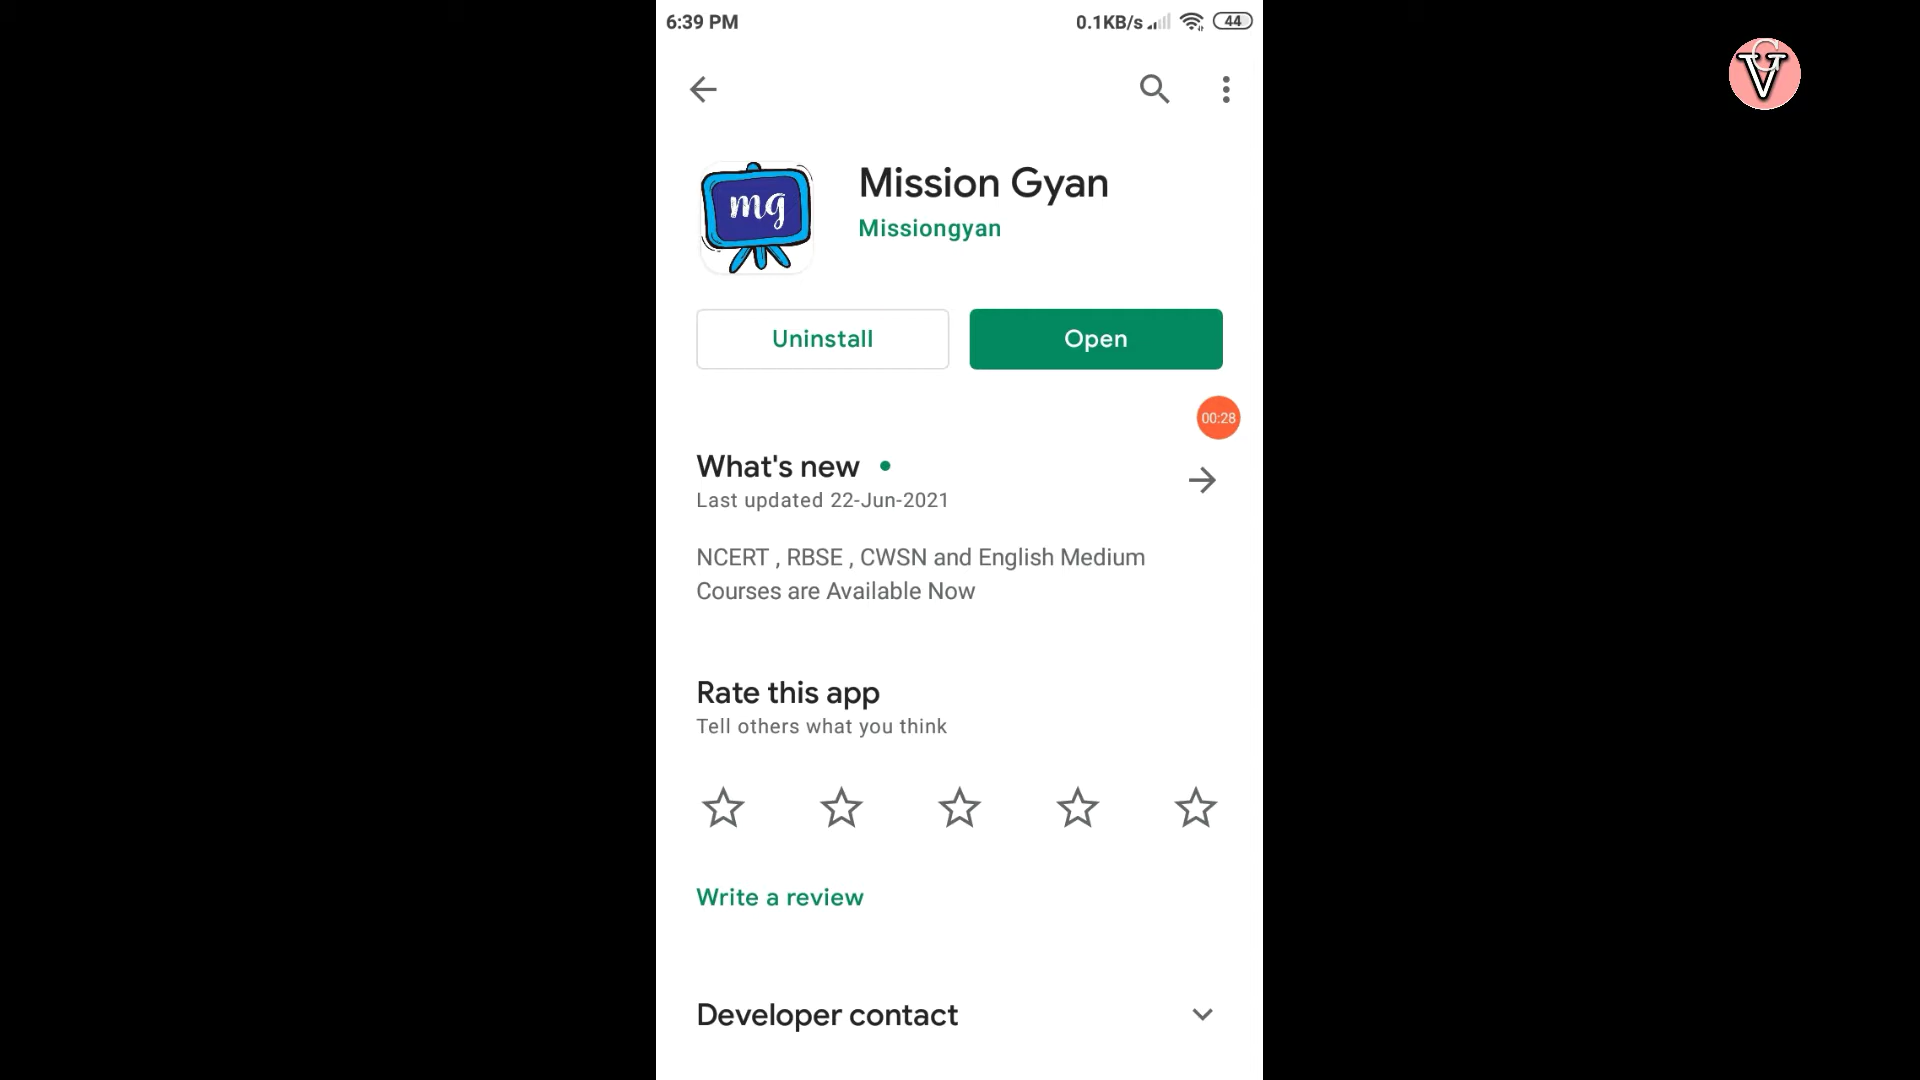 6:39 PM
0.1KB/s
44
mg
Mission Gyan
Missiongyan
Uninstall
Open
00:28
What's new
Last updated 22-Jun-2021
NCERT , RBSE , CWSN and English Medium
Courses are Available Now
Rate this app
Tell others what you think
Write a review
Developer contact